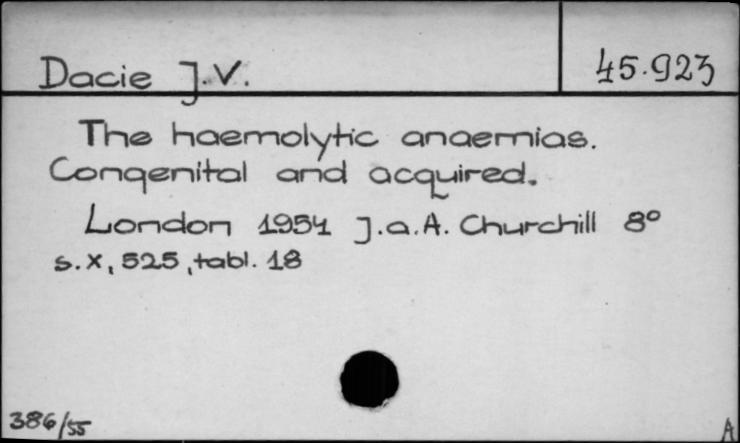 Dacie J.V.
45.923
The haemolytic anaemias.
Congenital and acquired.
London 1954 J.a.A. Churchill 8°
s.X, 525, tabl. 18
386/55
A